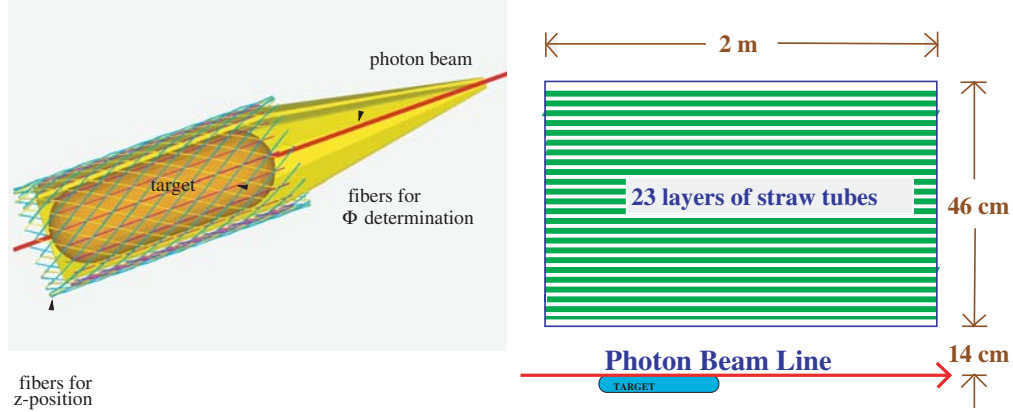 photon beam
target
fibers for
Φ determination
fibers for
z-position
2 m
23 layers of straw tubes
46 cm
14 cm
Photon Beam Line
TARGET